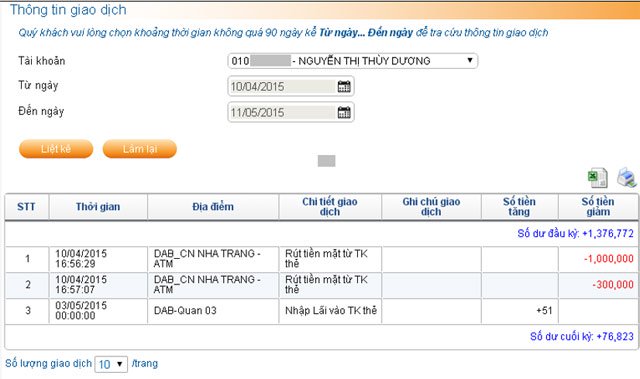 Thông tin giao dịch
Quý khách vui lòng chọn khoảng thời gian không quá 90 ngày kể Từ ngày... Đến ngày để tra cứu thông tin giao dịch
Tài khoản 010 - NGUYỄN THỊ THÙY DƯƠNG
Từ ngày 10/04/2015
Đến ngày 11/05/2015
Liệt kê Làm lại
STT Thời gian Địa điểm Chi tiết giao dịch Ghi chú giao dịch Số tiền tăng Số tiền giảm
Số dư đầu kỳ: +1,376,772
1 10/04/2015 16:56:29 DAB_CN NHA TRANG - ATM Rút tiền mặt từ TK thẻ -1,000,000
2 10/04/2015 16:57:07 DAB_CN NHA TRANG - ATM Rút tiền mặt từ TK thẻ -300,000
3 03/05/2015 00:00:00 DAB-Quan 03 Nhập Lãi vào TK thẻ +51
Số dư cuối kỳ: +76,823
Số lượng giao dịch 10 /trang